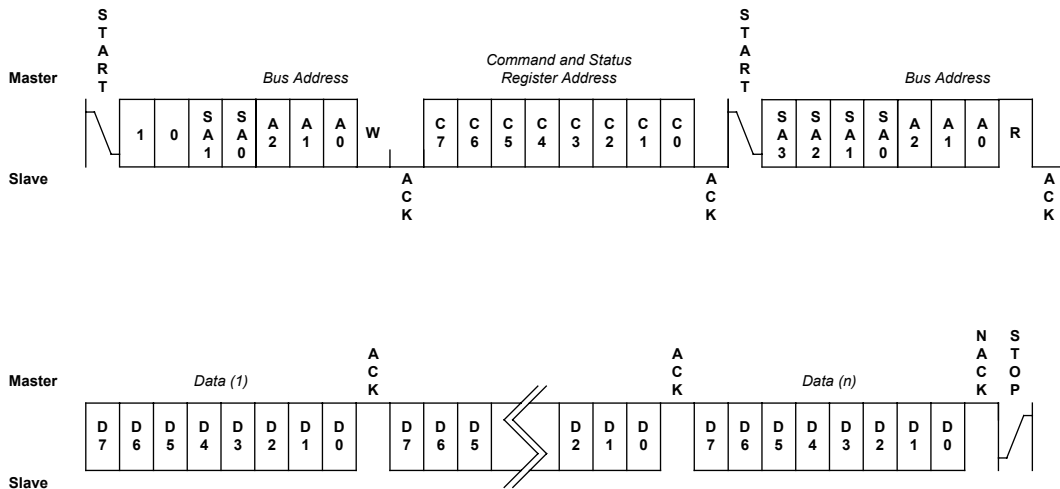 START START
Command and Status
Master Bus Address Register Address Bus Address
1 0 SA1 SA0 A2 A1 A0 W C7 C6 C5 C4 C3 C2 C1 C0 SA3 SA2 SA1 SA0 A2 A1 A0 R
Slave
ACK ACK ACK
ACK ACK NACK STOP
Master Data (1) Data (n)
D7 D6 D5 D4 D3 D2 D1 D0 D7 D6 D5 D2 D1 D0 D7 D6 D5 D4 D3 D2 D1 D0
Slave